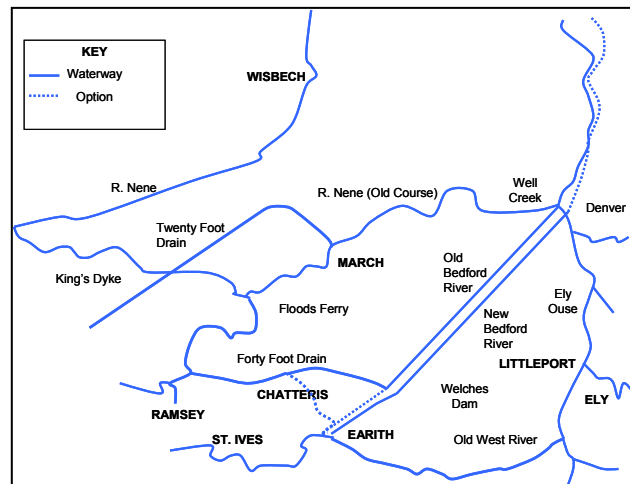 KEY
Waterway
Option
WISBECH
R. Nene
R. Nene (Old Course)
Well
Creek
Denver
Twenty Foot
Drain
King's Dyke
MARCH
Old
Bedford
River
Floods Ferry
Ely
Ouse
New
Bedford
River
Forty Foot Drain
LITTLEPORT
CHATTERIS
Welches
Dam
ELY
RAMSEY
ST. IVES
EARITH
Old West River